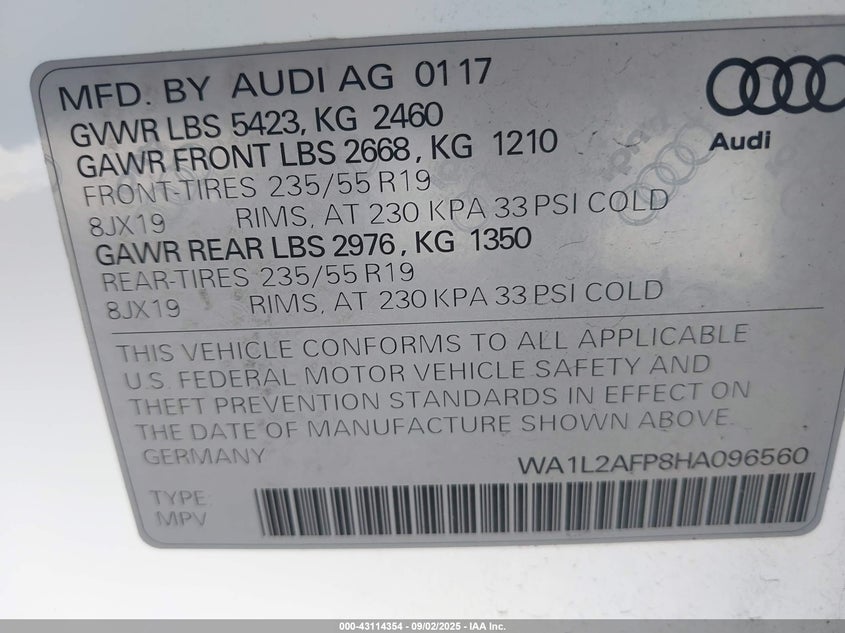 MFD. BY AUDI AG 01 17
GVWR LBS 5423, KG 2460
GAWR FRONT LBS 2668, KG 1210
FRONT-TIRES 235/55 R19
8JX19 RIMS, AT 230 KPA 33 PSI COLD
GAWR REAR LBS 2976, KG 1350
REAR-TIRES 235/55 R19
8JX19 RIMS, AT 230 KPA 33 PSI COLD
Audi
THIS VEHICLE CONFORMS TO ALL APPLICABLE
U.S. FEDERAL MOTOR VEHICLE SAFETY AND
THEFT PREVENTION STANDARDS IN EFFECT ON
THE DATE OF MANUFACTURE SHOWN ABOVE.
GERMANY WA1L2AFP8HA096560
TYPE:
MPV
000-43114354 - 09/02/2025 - IAA Inc.